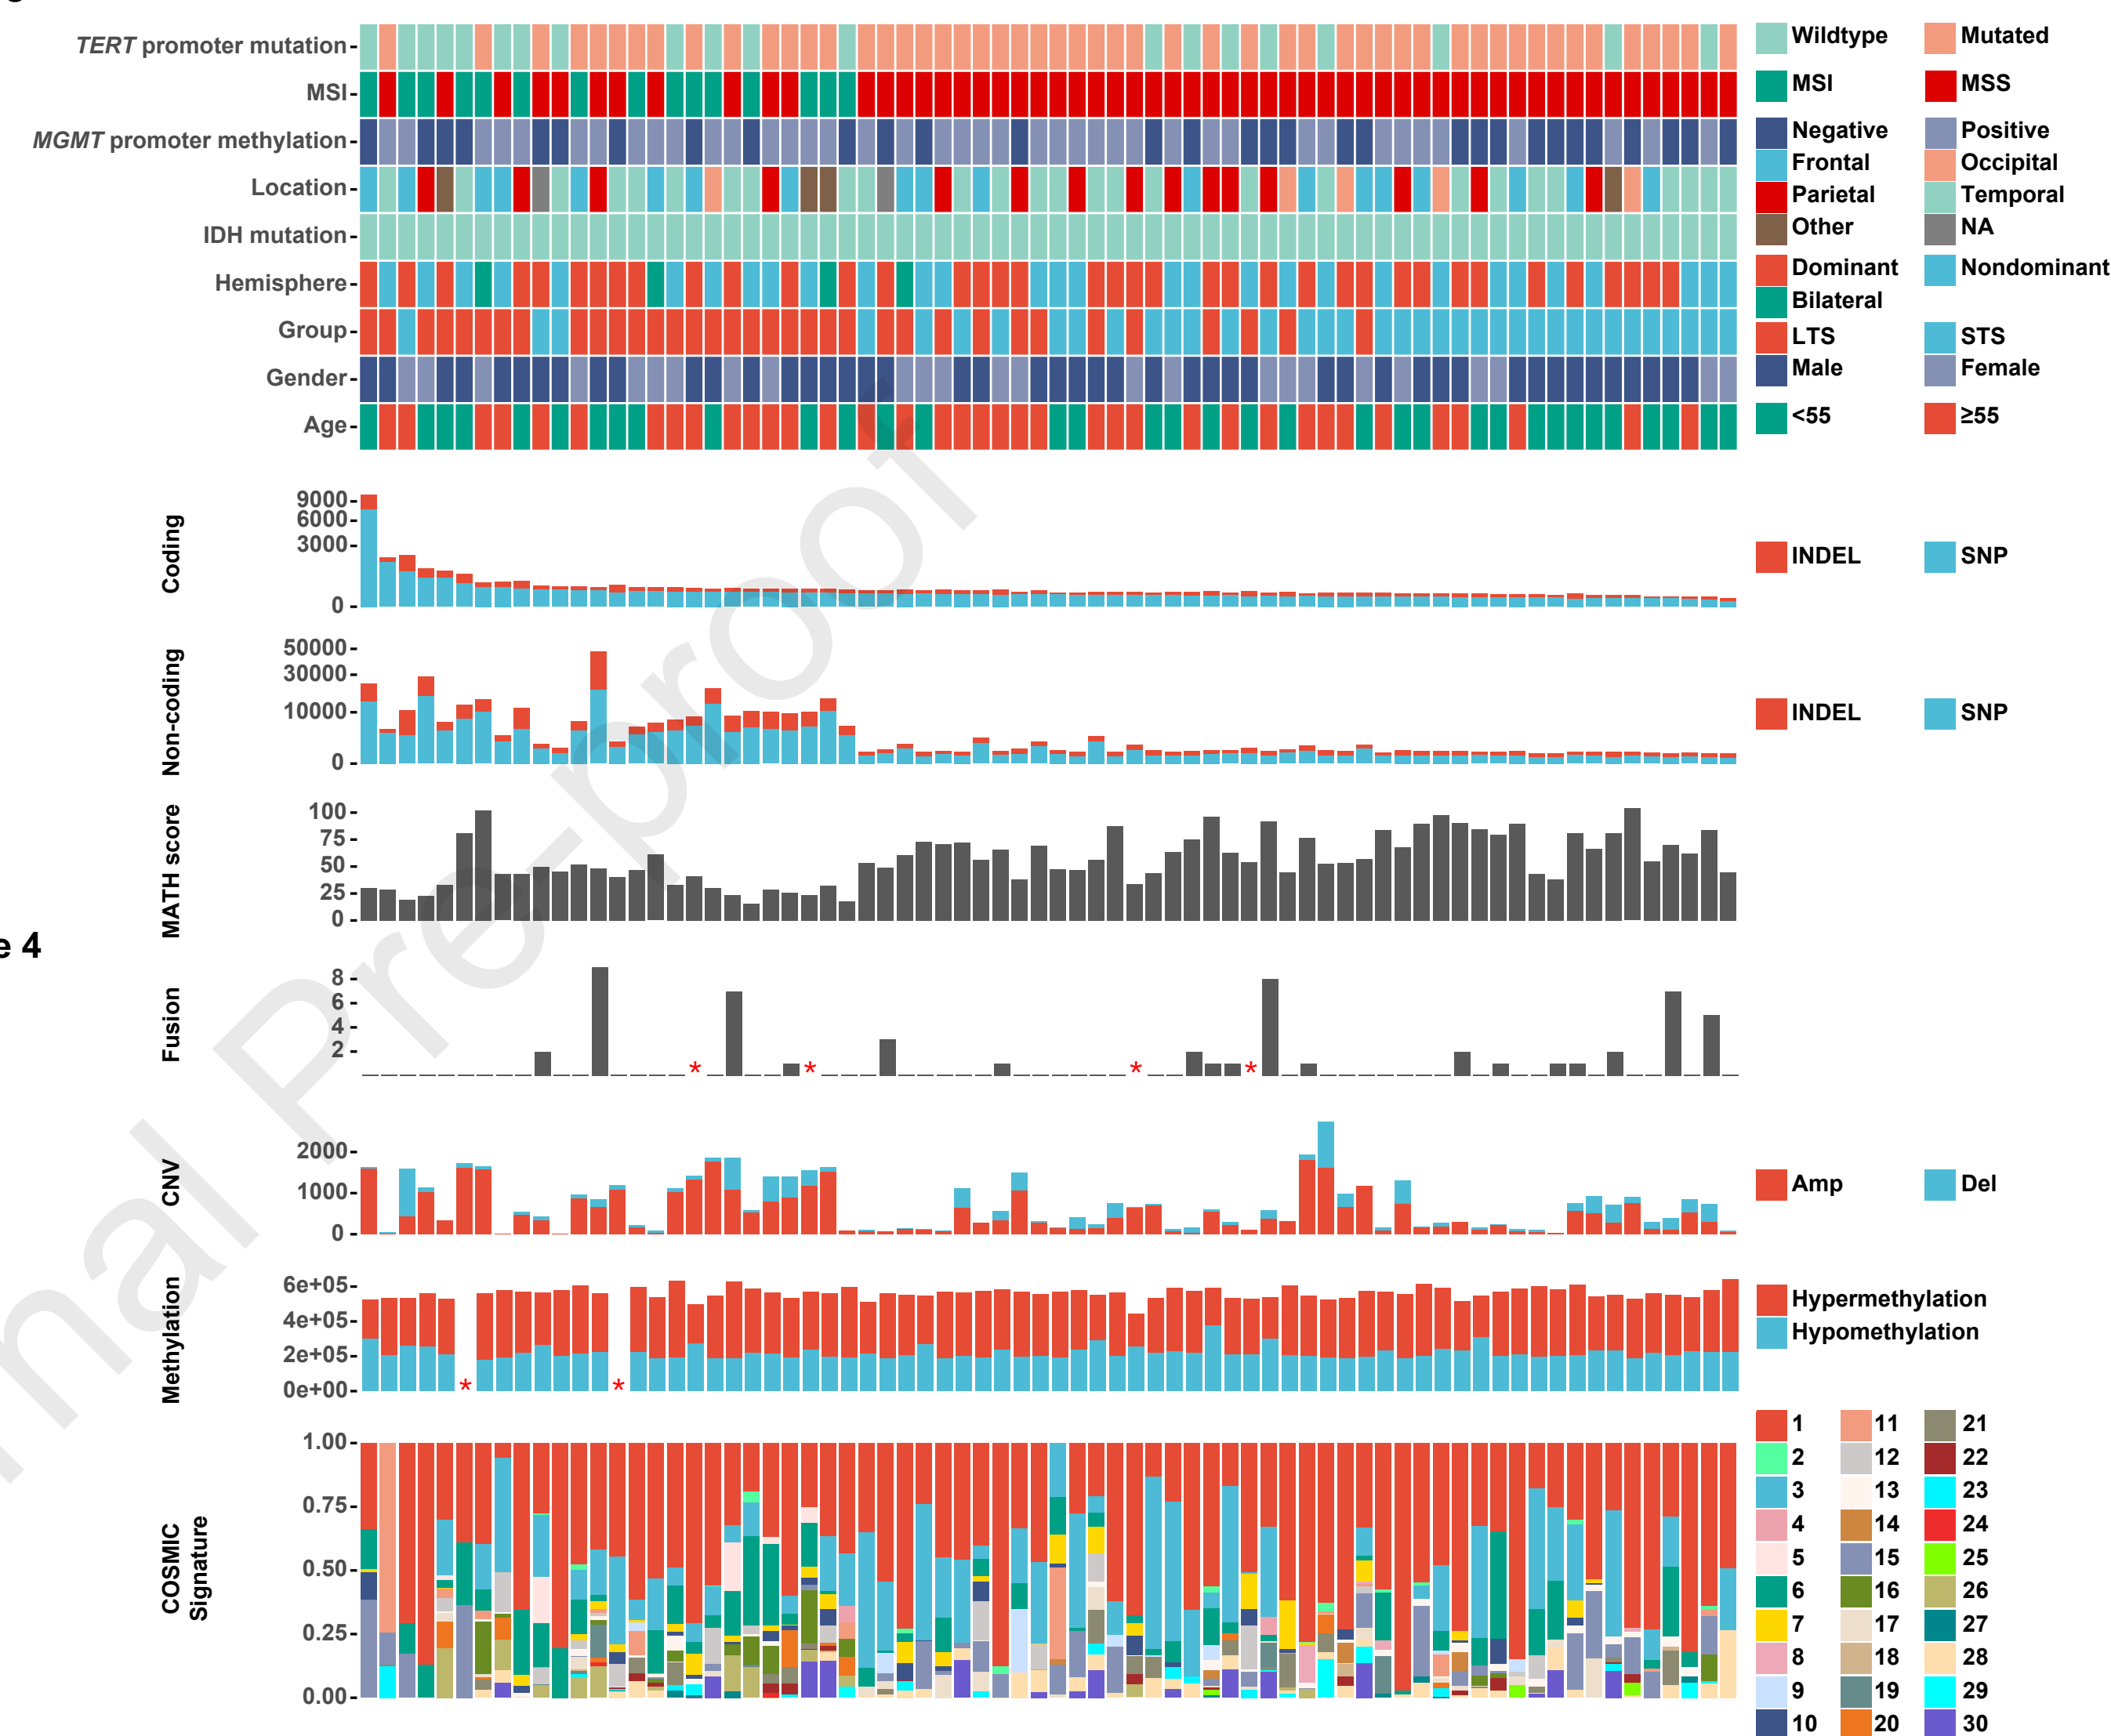 TERT promoter mutation
Wildtype Mutated
MSI
MSI MSS
MGMT promoter methylation
Negative Positive
Location
Frontal Occipital
Parietal Temporal
Other NA
IDH mutation
Hemisphere
Dominant Nondominant
Bilateral
Group
LTS STS
Gender
Male Female
Age
<55 ≥55
Coding
9000
6000
3000
0
INDEL SNP
Non-coding
50000
30000
10000
0
INDEL SNP
MATH score
100
75
50
25
0
e 4
Fusion
8
6
4
2
* * * *
CNV
2000
1000
0
Amp Del
Methylation
6e+05
4e+05
2e+05
0e+00
* *
Hypermethylation
Hypomethylation
COSMIC
Signature
1.00
0.75
0.50
0.25
0.00
1 11 21
2 12 22
3 13 23
4 14 24
5 15 25
6 16 26
7 17 27
8 18 28
9 19 29
10 20 30
nal Pre-proof